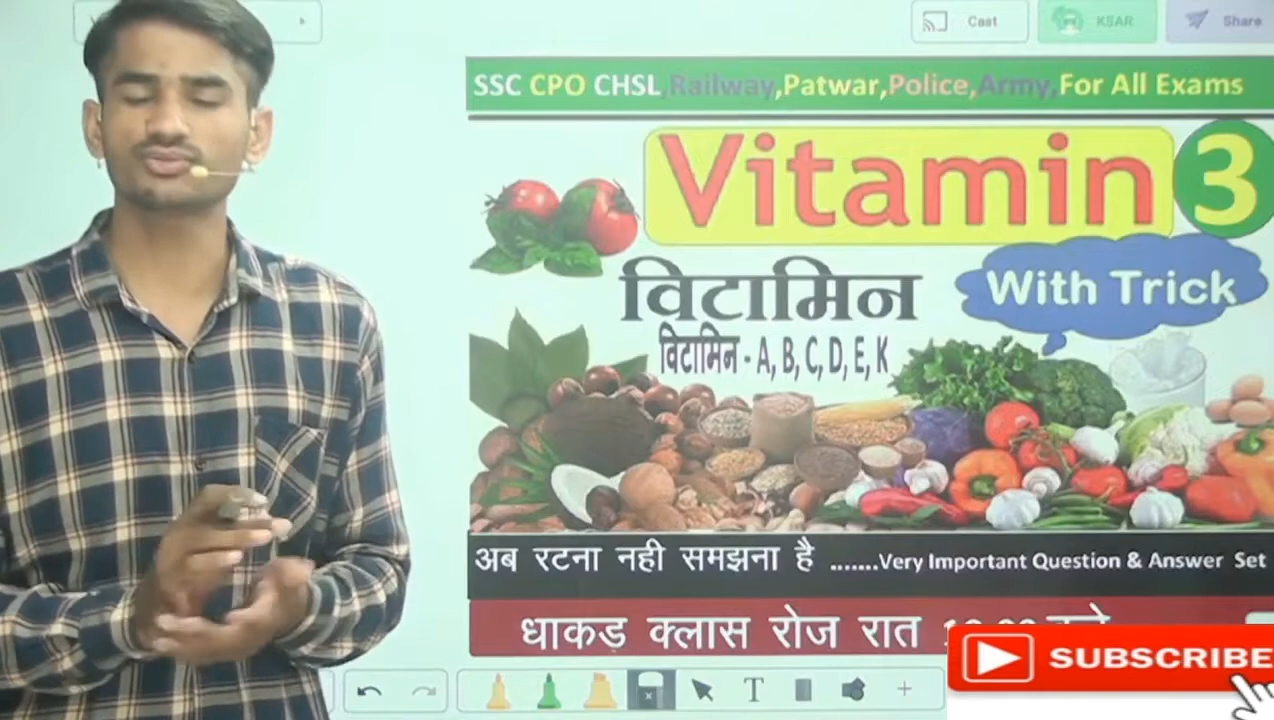 Cast
KSAR
Share
SSC CPO CHSL,Railway,Patwar,Police,Army,For All Exams
Vitamin 3
विटामिन
With Trick
विटामिन - A, B, C, D, E, K
अब रटना नही समझना है .......Very Important Question & Answer Set
धाकड़ क्लास रोज रात
SUBSCRIBE
T